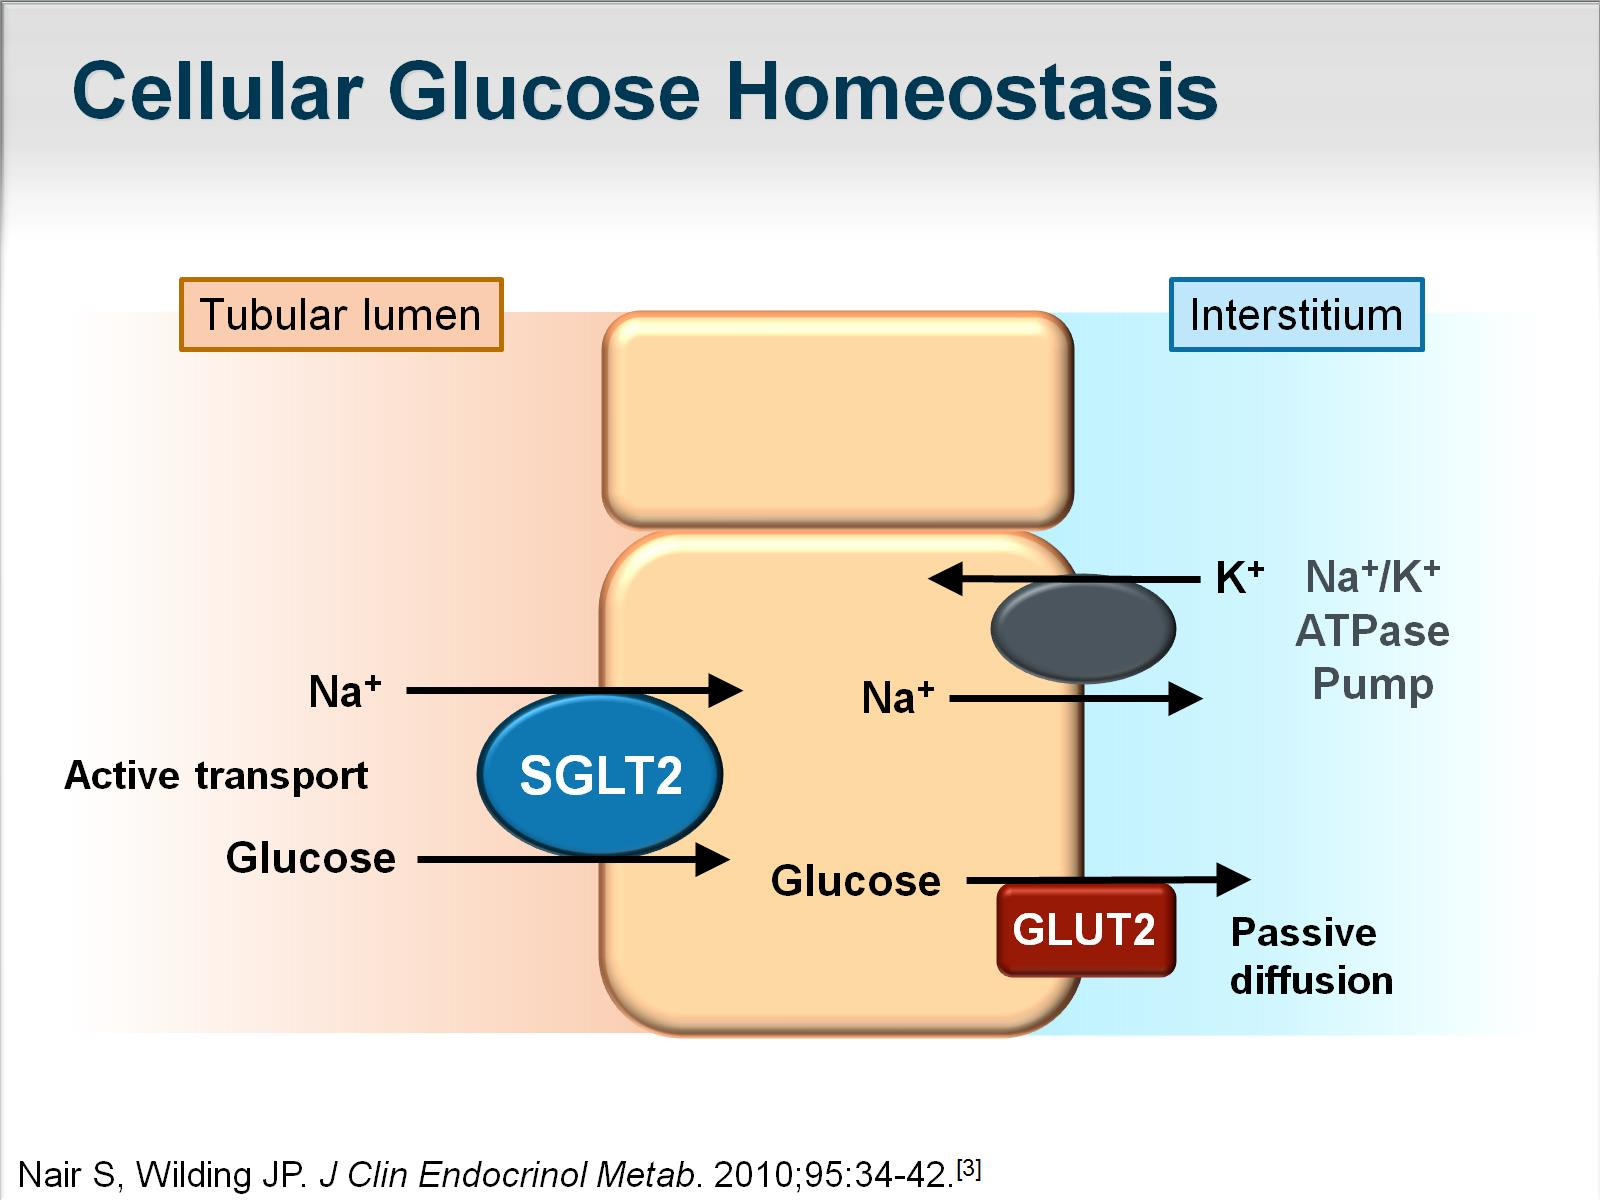 Cellular Glucose Homeostasis
Tubular lumen
Interstitium
K⁺
Na⁺/K⁺
ATPase
Pump
Na⁺
Na⁺
Active transport
SGLT2
Glucose
Glucose
GLUT2
Passive
diffusion
Nair S, Wilding JP. J Clin Endocrinol Metab. 2010;95:34-42.[3]